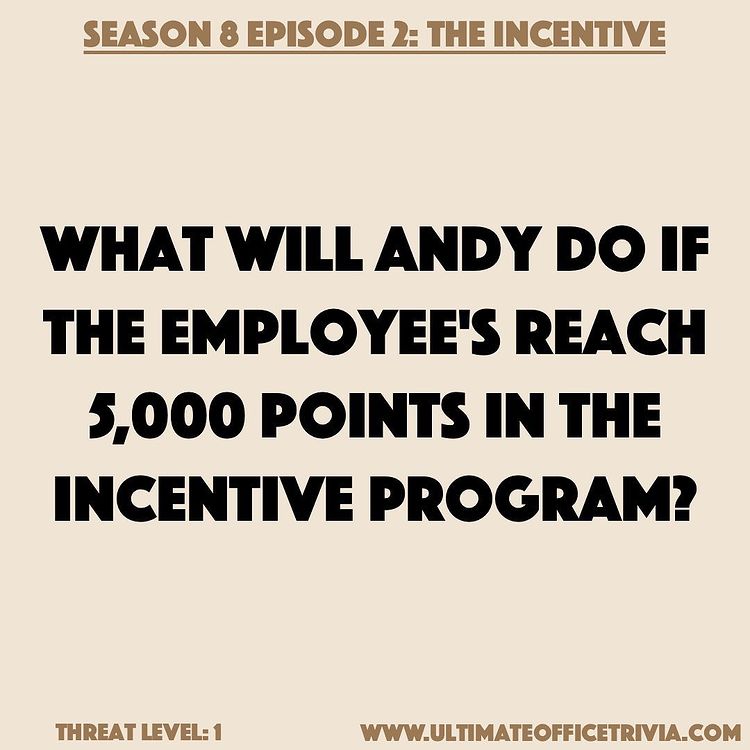 SEASON 8 EPISODE 2: THE INCENTIVE
WHAT WILL ANDY DO IF
THE EMPLOYEE'S REACH
5,000 POINTS IN THE
INCENTIVE PROGRAM?
THREAT LEVEL: 1
WWW.ULTIMATEOFFICETRIVIA.COM